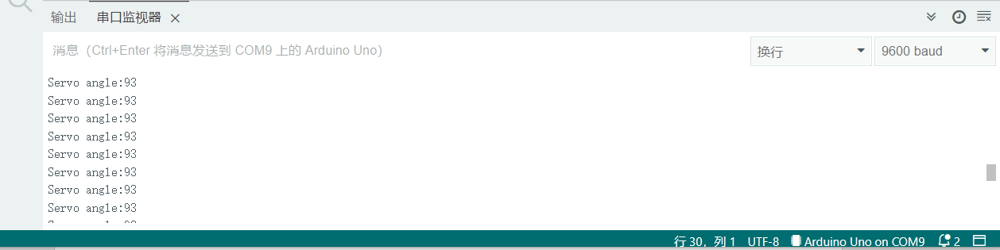 输出 串口监视器
消息（Ctrl+Enter 将消息发送到 COM9 上的 Arduino Uno）
换行 9600 baud
Servo angle:93
Servo angle:93
Servo angle:93
Servo angle:93
Servo angle:93
Servo angle:93
Servo angle:93
Servo angle:93
行 30，列 1 UTF-8 Arduino Uno on COM9 2